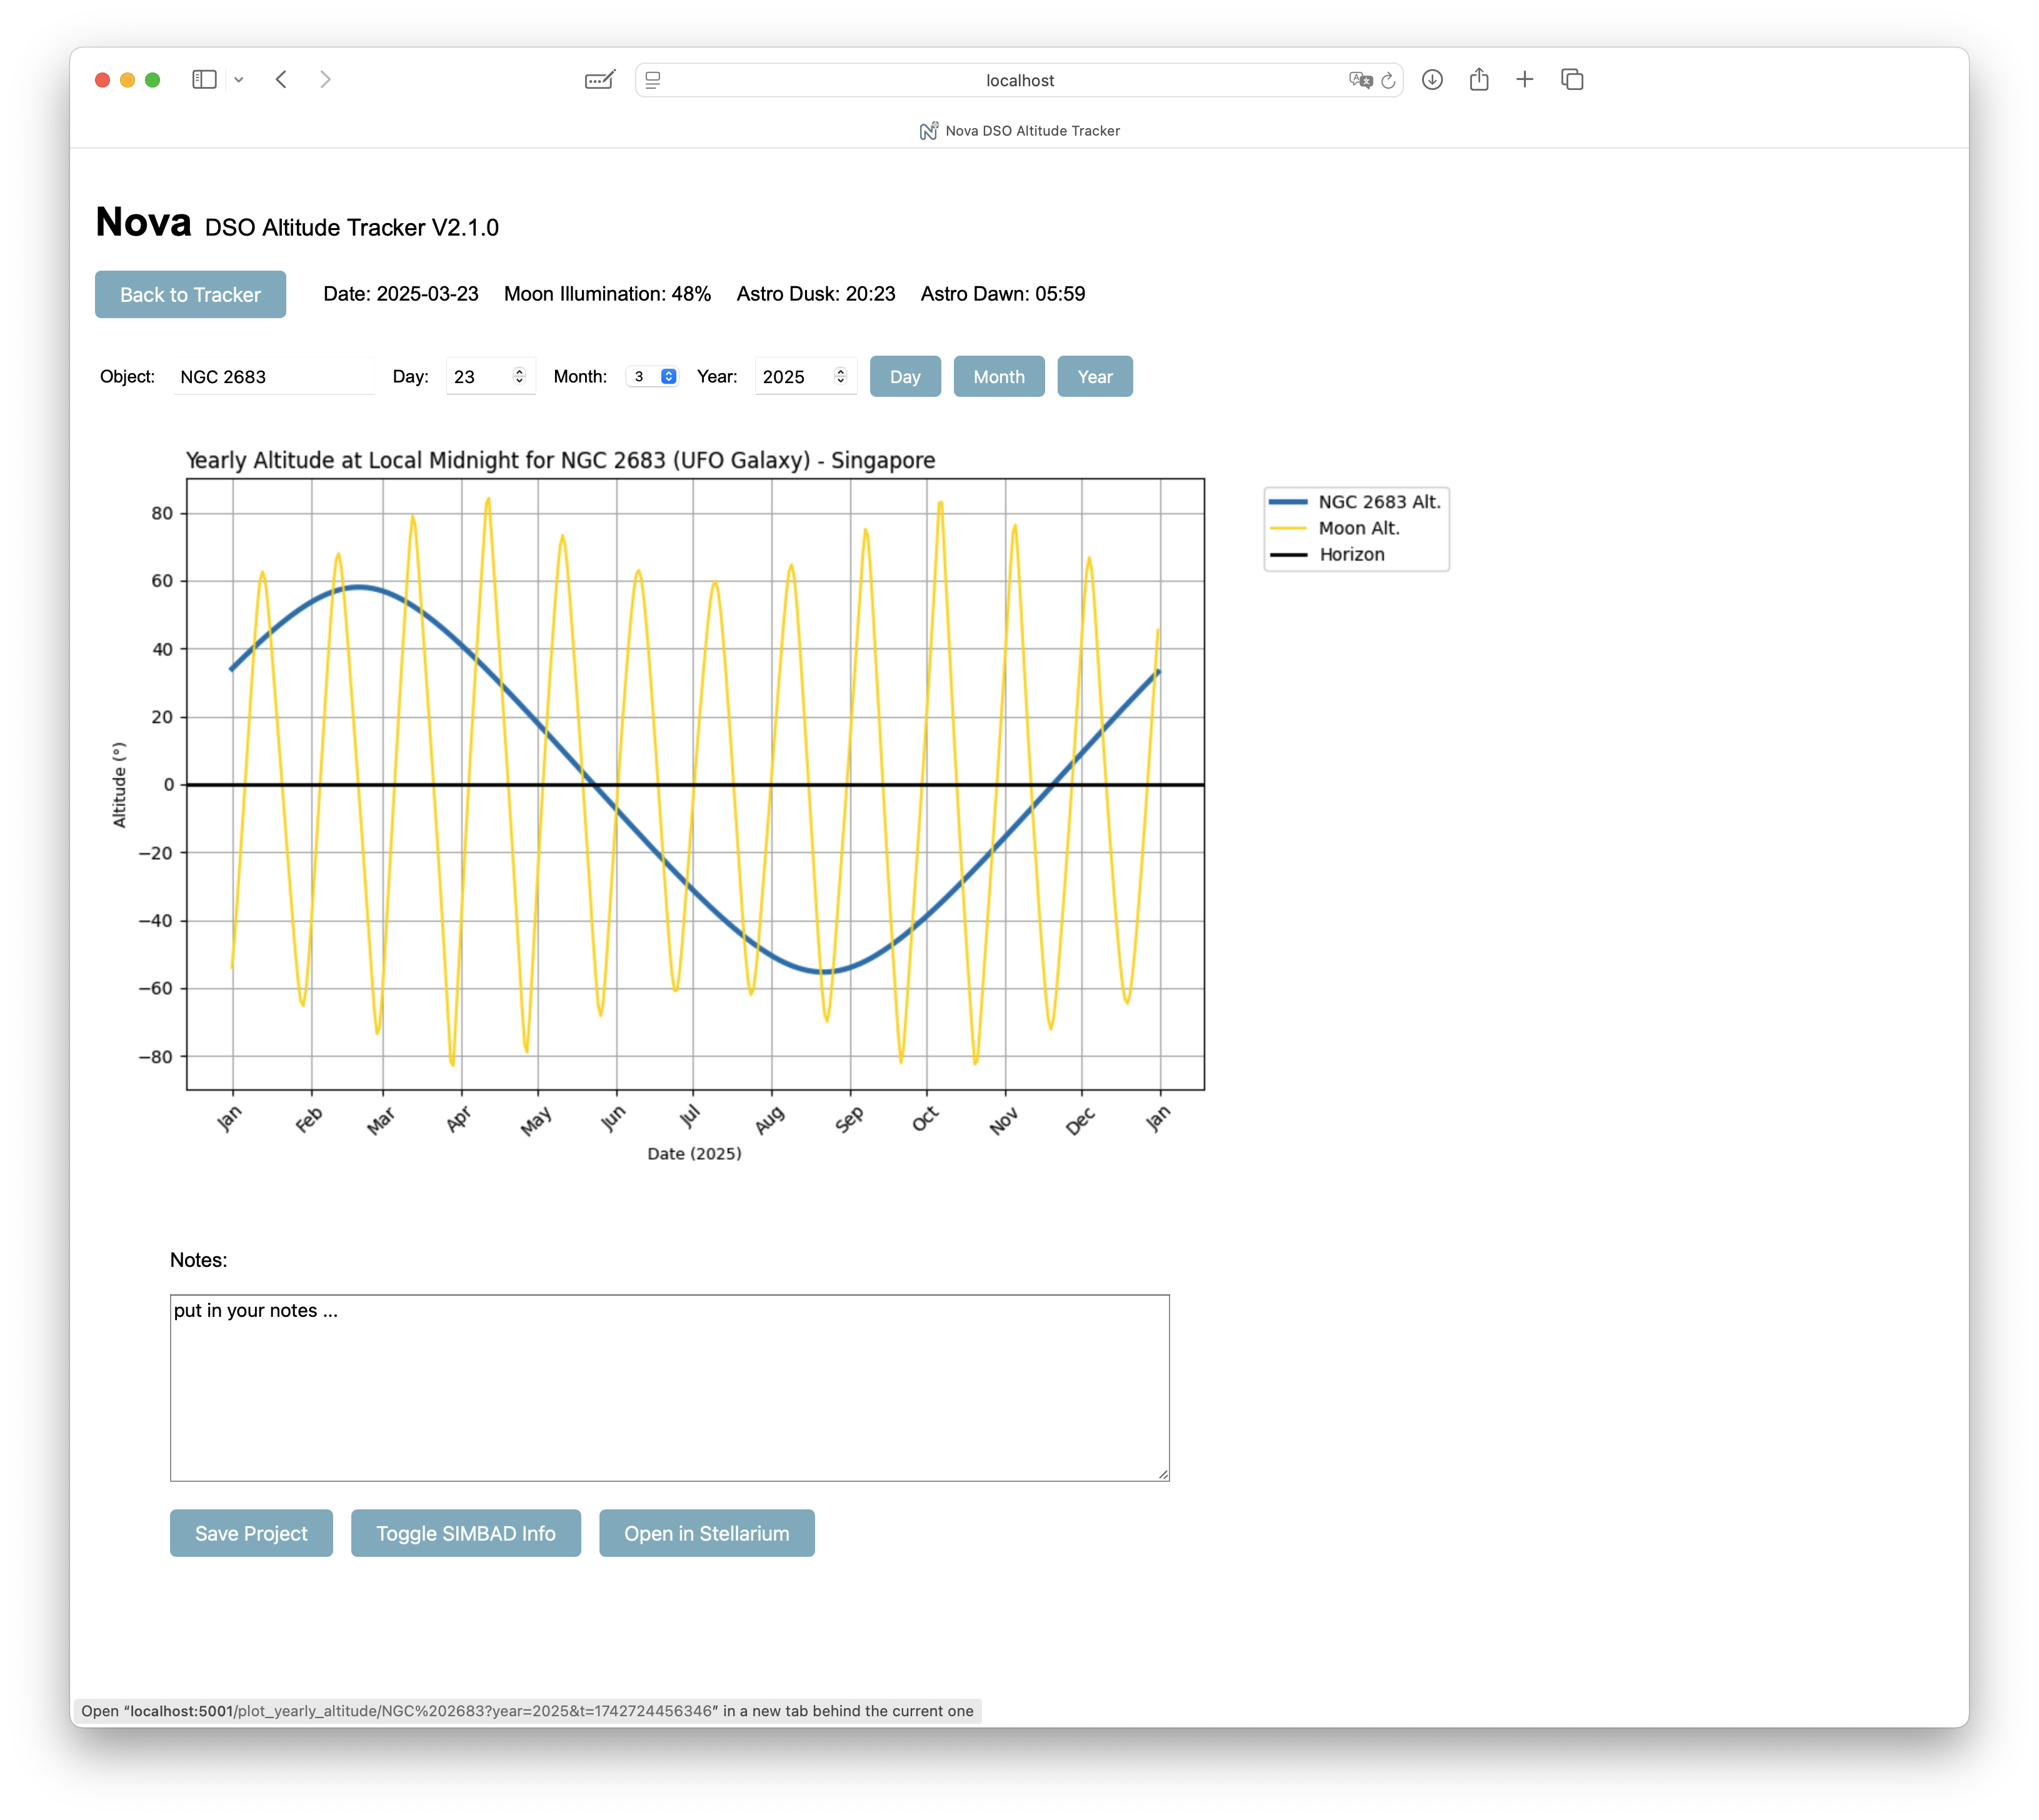 localhost
Nova DSO Altitude Tracker
Nova DSO Altitude Tracker V2.1.0
Back to Tracker Date: 2025-03-23 Moon Illumination: 48% Astro Dusk: 20:23 Astro Dawn: 05:59
Object: NGC 2683 Day: 23 Month: 3 Year: 2025 Day Month Year
Yearly Altitude at Local Midnight for NGC 2683 (UFO Galaxy) - Singapore
NGC 2683 Alt.
Moon Alt.
Horizon
80
60
40
20
0
−20
−40
−60
−80
Altitude (°)
Jan Feb Mar Apr May Jun Jul Aug Sep Oct Nov Dec Jan
Date (2025)
Notes:
put in your notes ...
Save Project Toggle SIMBAD Info Open in Stellarium
Open “localhost:5001/plot_yearly_altitude/NGC%202683?year=2025&t=1742724456346” in a new tab behind the current one